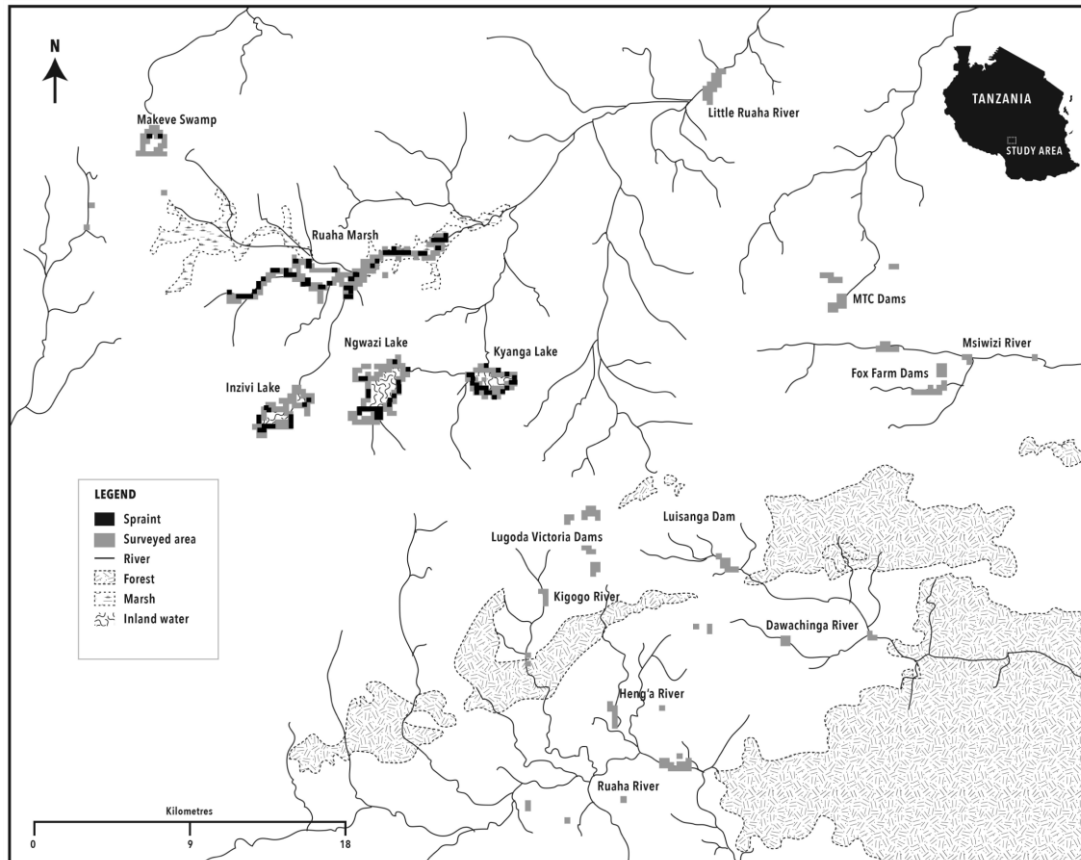 N
Makeve Swamp
Little Ruaha River
TANZANIA
STUDY AREA
Ruaha Marsh
MTC Dams
Ngwazi Lake
Kyanga Lake
Msiwizi River
Inzivi Lake
Fox Farm Dams
LEGEND
Spraint
Surveyed area
River
Forest
Marsh
Inland water
Lugoda Victoria Dams
Luisanga Dam
Kigogo River
Dawachinga River
Heng'a River
Ruaha River
Kilometres
0 9 18